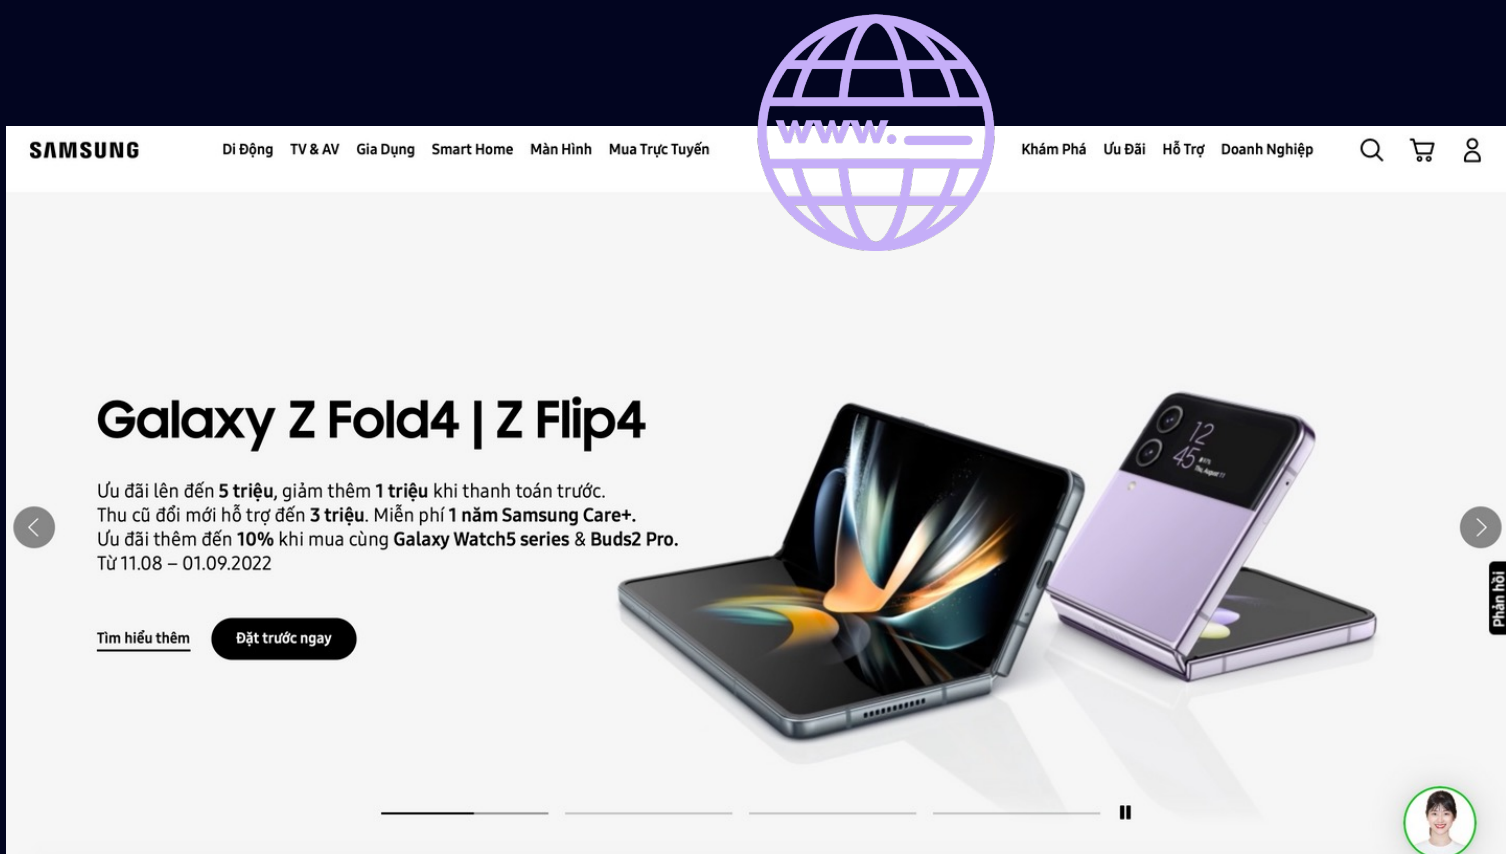 www.
SAMSUNG
Di Động TV & AV Gia Dụng Smart Home Màn Hình Mua Trực Tuyến
Khám Phá Ưu Đãi Hỗ Trợ Doanh Nghiệp
Galaxy Z Fold4 | Z Flip4
Ưu đãi lên đến 5 triệu, giảm thêm 1 triệu khi thanh toán trước.
Thu cũ đổi mới hỗ trợ đến 3 triệu. Miễn phí 1 năm Samsung Care+.
Ưu đãi thêm đến 10% khi mua cùng Galaxy Watch5 series & Buds2 Pro.
Từ 11.08 – 01.09.2022
Tìm hiểu thêm
Đặt trước ngay
12
45
Thu, August 11
Phản hồi